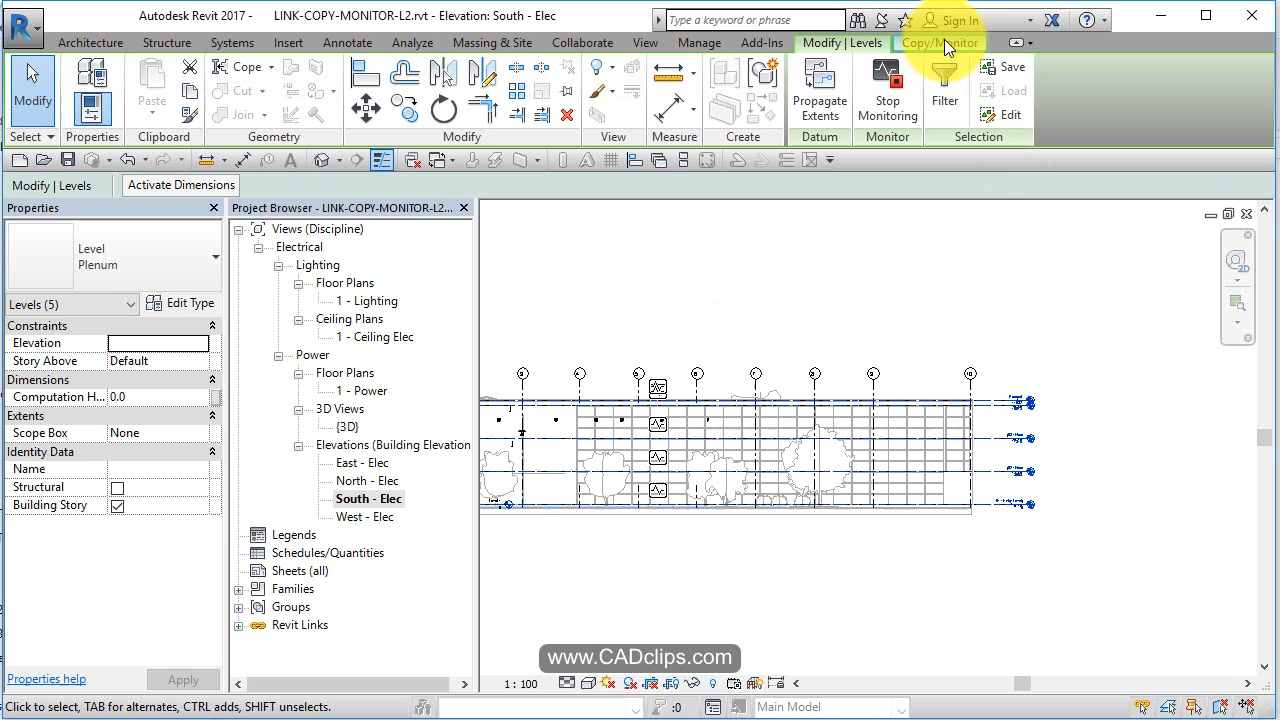 Autodesk Revit 2017 - LINK-COPY-MONITOR-L2.rvt - Elevation: South - Elec
Type a keyword or phrase
Sign In
Architecture Structure Systems Insert Annotate Analyze Massing & Site Collaborate View Manage Add-Ins Modify | Levels Copy/Monitor
Modify Paste Cope Cut Join Propagate Extents Stop Monitoring Filter Save Load Edit
Select Properties Clipboard Geometry Modify View Measure Create Datum Monitor Selection
Modify | Levels Activate Dimensions
Properties
Level
Plenum
Levels (5) Edit Type
Constraints
Elevation
Story Above Default
Dimensions
Computation H... 0.0
Extents
Scope Box None
Identity Data
Name
Structural
Building Story
Properties help Apply
Project Browser - LINK-COPY-MONITOR-L2...
Views (Discipline)
Electrical
Lighting
Floor Plans
1 - Lighting
Ceiling Plans
1 - Ceiling Elec
Power
Floor Plans
1 - Power
3D Views
{3D}
Elevations (Building Elevation
East - Elec
North - Elec
South - Elec
West - Elec
Legends
Schedules/Quantities
Sheets (all)
Families
Groups
Revit Links
2D
www.CADclips.com
1 : 100
Click to select, TAB for alternates, CTRL adds, SHIFT unselects.
:0
Main Model